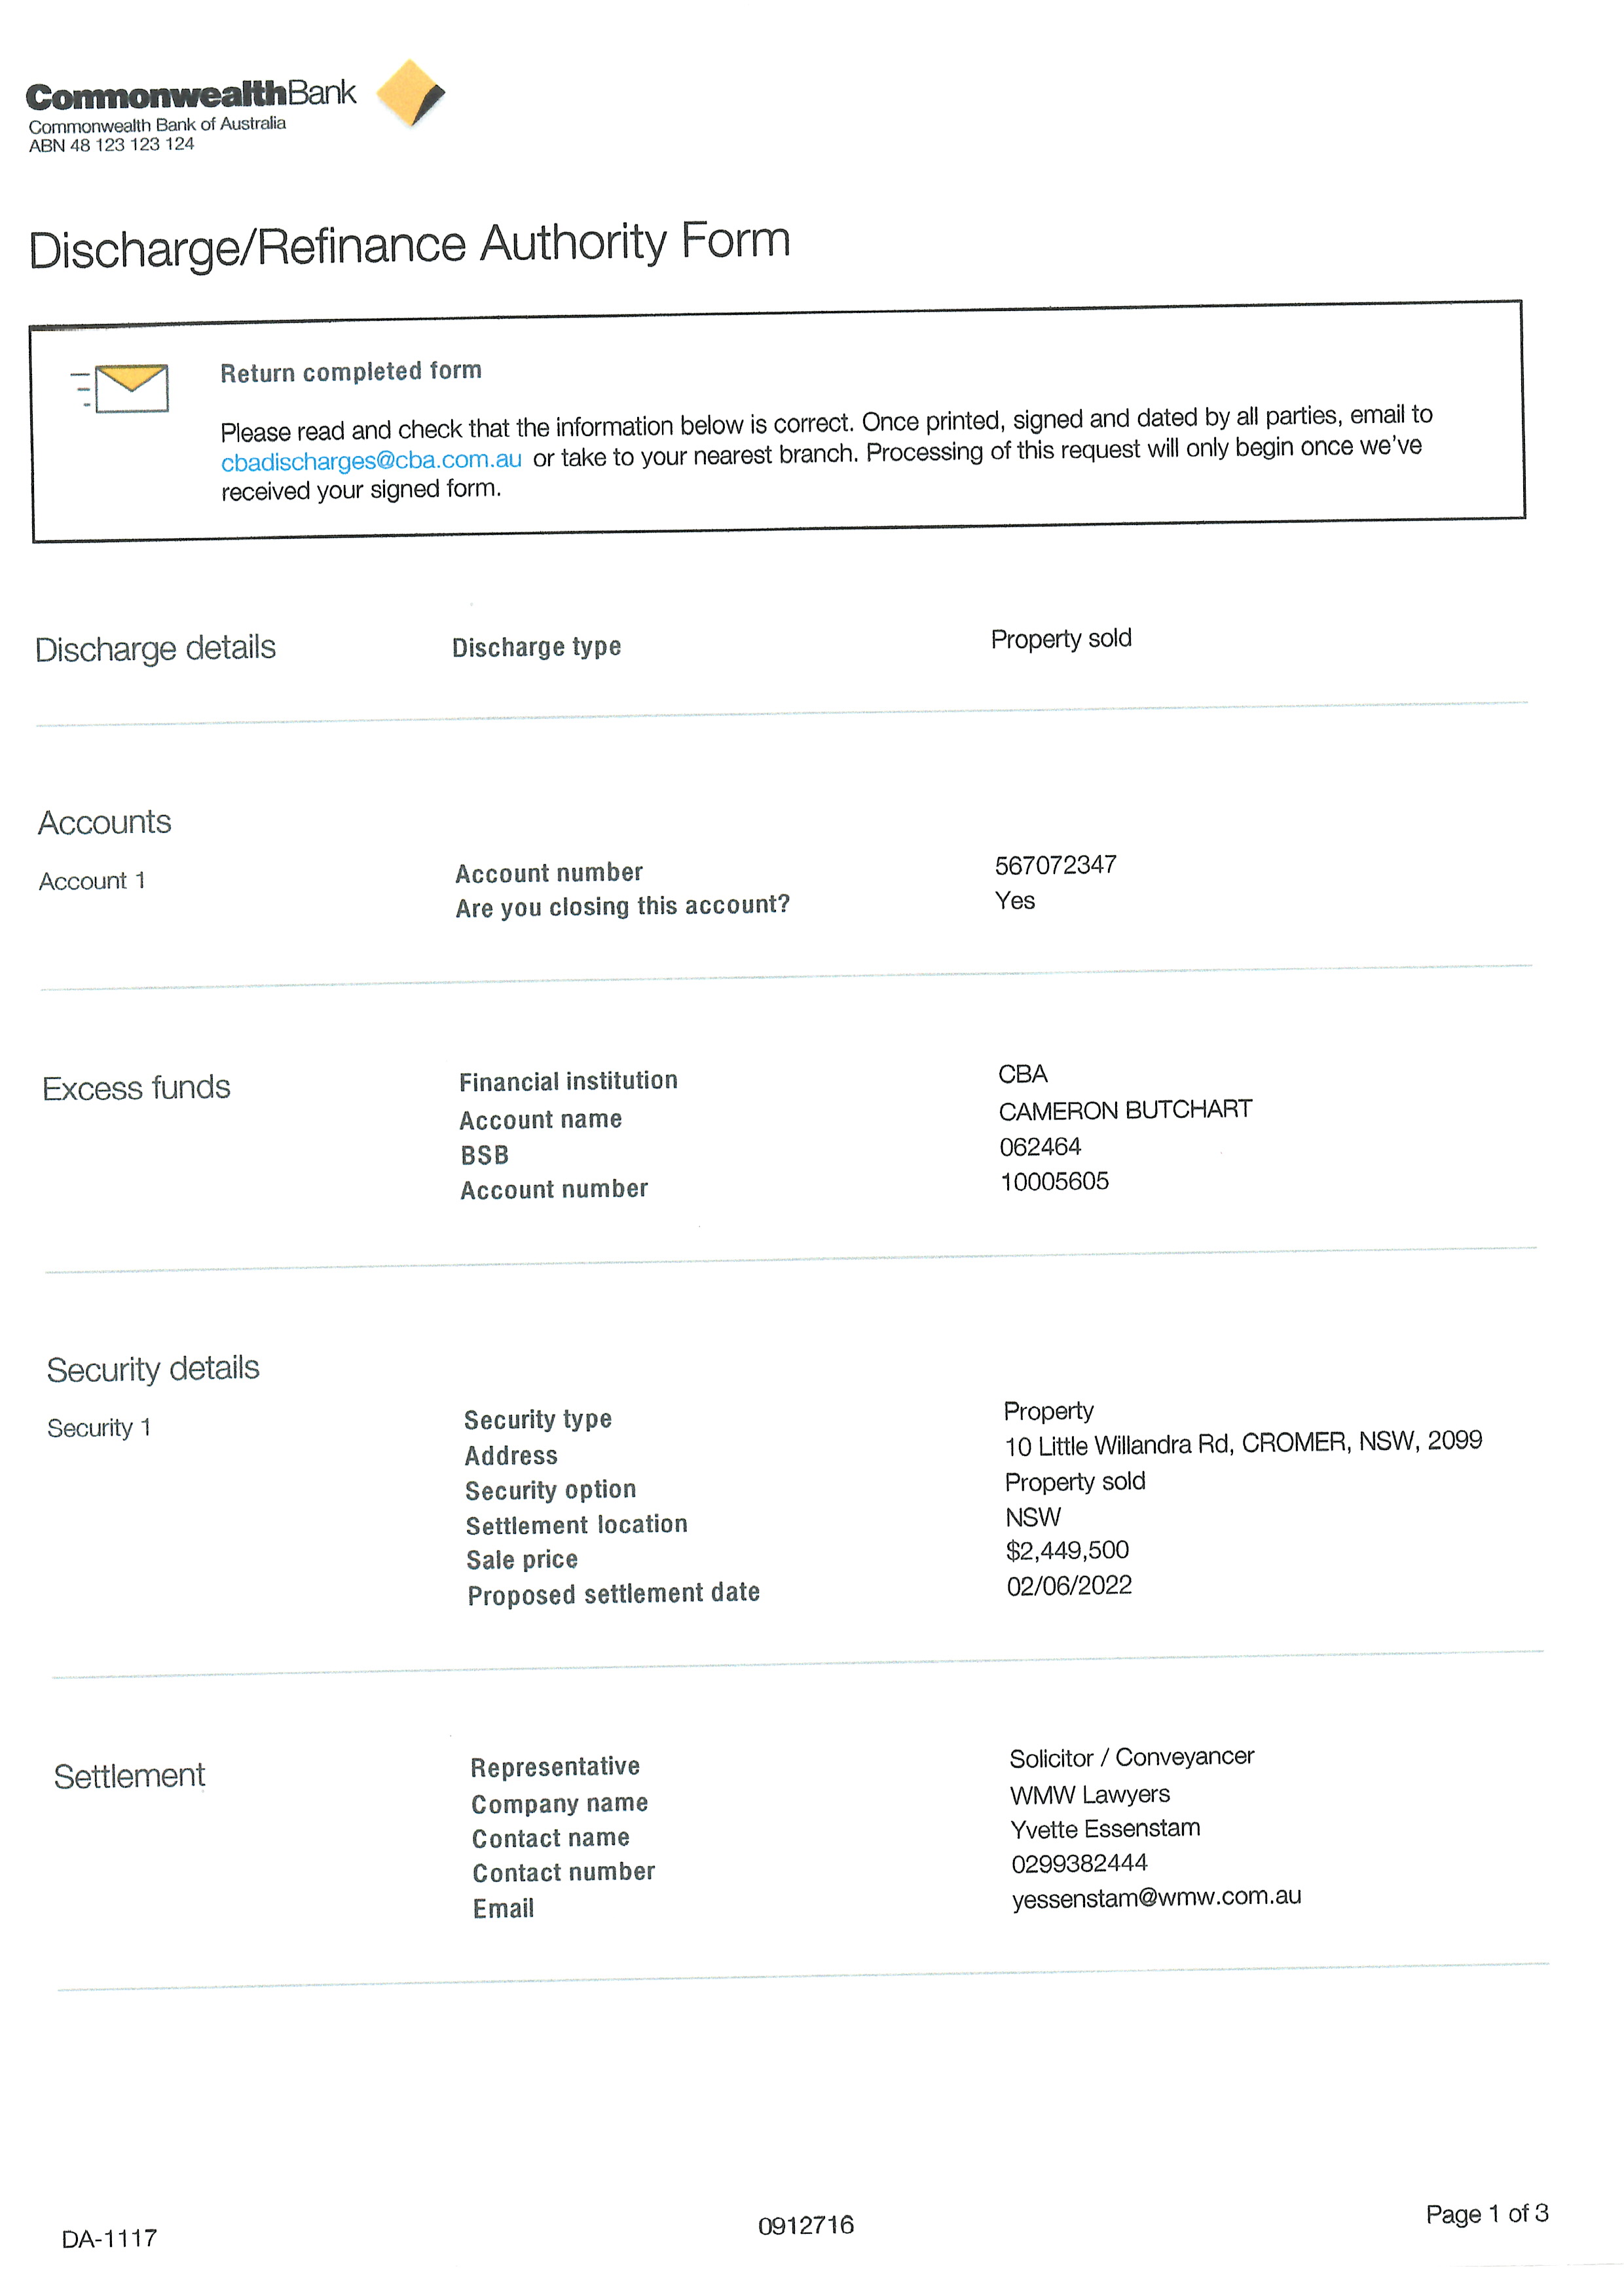 CommonwealthBank
Commonwealth Bank of Australia
ABN 48 123 123 124
Discharge/Refinance Authority Form
Return completed form
Please read and check that the information below is correct. Once printed, signed and dated by all parties, email to
cbadischarges@cba.com.au or take to your nearest branch. Processing of this request will only begin once we've
received your signed form.
Discharge details Discharge type Property sold
Accounts
Account 1 Account number 567072347
Are you closing this account? Yes
Excess funds Financial institution CBA
Account name CAMERON BUTCHART
BSB 062464
Account number 10005605
Security details
Security 1 Security type Property
Address 10 Little Willandra Rd, CROMER, NSW, 2099
Security option Property sold
Settlement location NSW
Sale price $2,449,500
Proposed settlement date 02/06/2022
Settlement Representative Solicitor / Conveyancer
Company name WMW Lawyers
Contact name Yvette Essenstam
Contact number 0299382444
Email yessenstam@wmw.com.au
DA-1117 0912716 Page 1 of 3